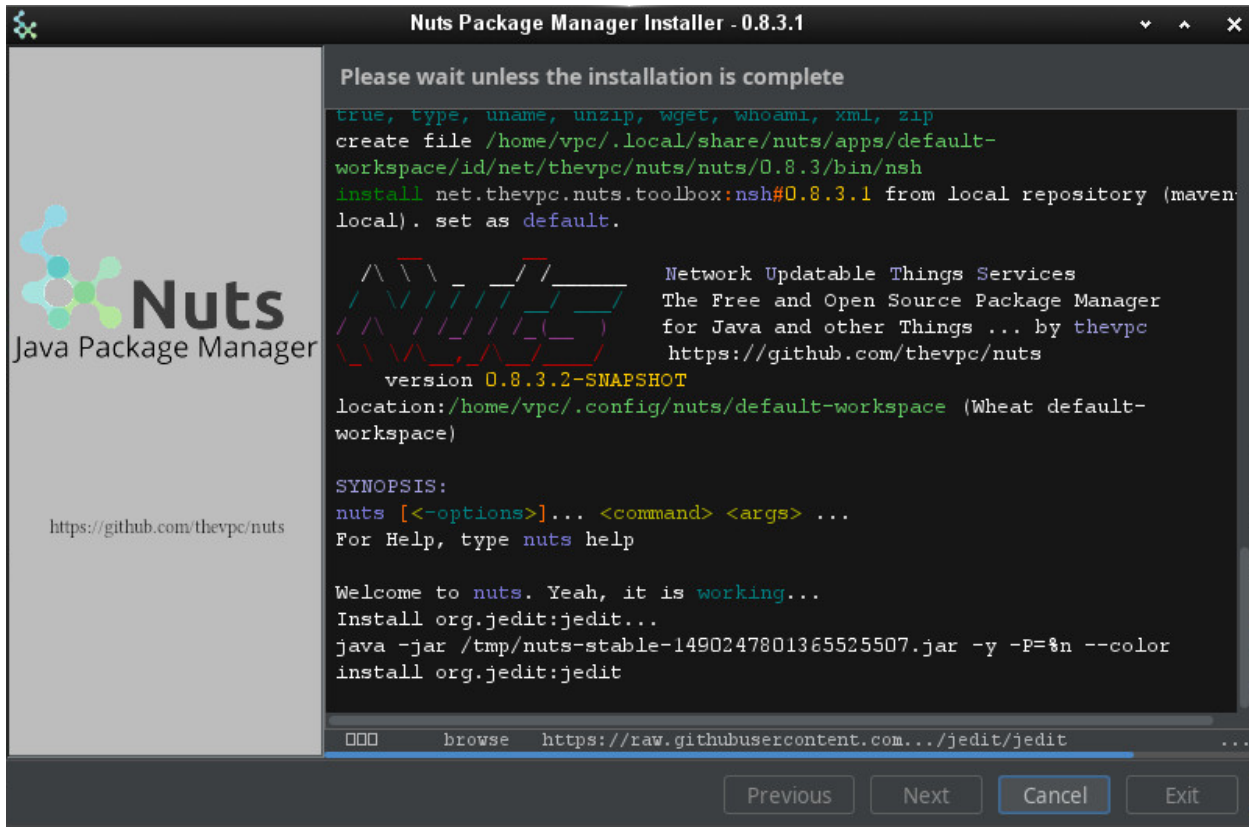 Nuts Package Manager Installer - 0.8.3.1
Please wait unless the installation is complete
Nuts
Java Package Manager
https://github.com/thevpc/nuts
true, type, uname, unzip, wget, whoami, xml, zip
create file /home/vpc/.local/share/nuts/apps/default-
workspace/id/net/thevpc/nuts/nuts/0.8.3/bin/nsh
install net.thevpc.nuts.toolbox:nsh#0.8.3.1 from local repository (maven-
local). set as default.
Network Updatable Things Services
The Free and Open Source Package Manager
for Java and other Things ... by thevpc
https://github.com/thevpc/nuts
version 0.8.3.2-SNAPSHOT
location:/home/vpc/.config/nuts/default-workspace (Wheat default-
workspace)
SYNOPSIS:
nuts [<-options>]... <command> <args> ...
For Help, type nuts help
Welcome to nuts. Yeah, it is working...
Install org.jedit:jedit...
java -jar /tmp/nuts-stable-1490247801365525507.jar -y -P=%n --color
install org.jedit:jedit
browse https://raw.githubusercontent.com.../jedit/jedit ...
Previous Next Cancel Exit